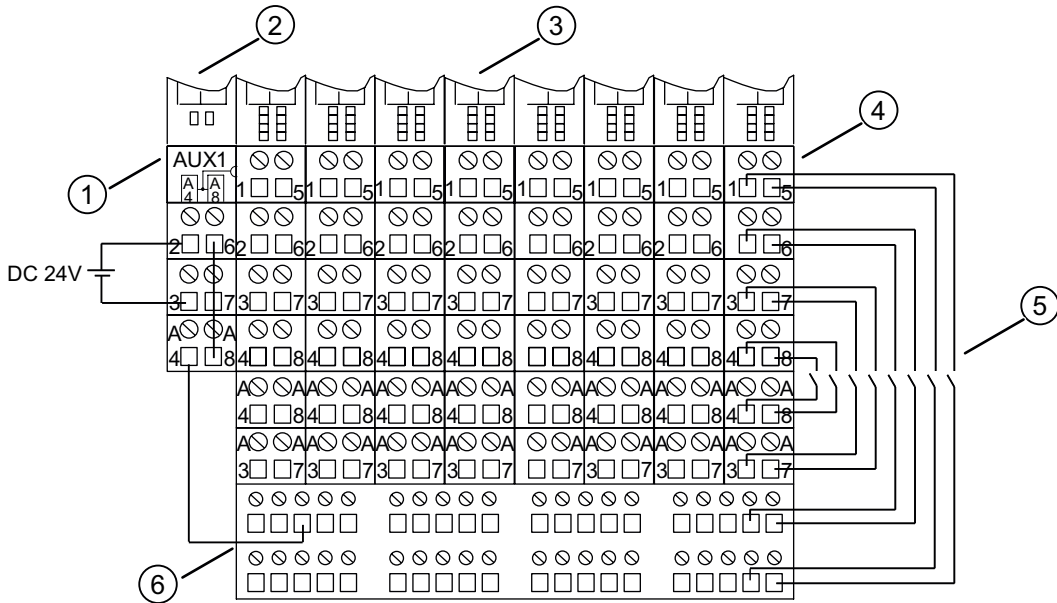 2
3
4
1
AUX1
A A
4 8
1 5 1 5 1 5 1 5 1 5 1 5 1 5 1 5
2 6 2 6 2 6 2 6 2 6 6 2 6 2 6 6
DC 24V
3 7 3 7 3 7 3 7 3 7 7 3 7 3 7 3 7
5
A A
4 8 4 8 4 8 4 8 4 8 4 8 4 8 4 8 4 8
A A A A A A A A A A A A A A A
4 8 4 8 4 8 4 8 8 4 8 4 8 4 8
A A A A A A A A A A A A A A A
3 7 3 7 3 7 3 7 7 3 7 3 7 3 7
6